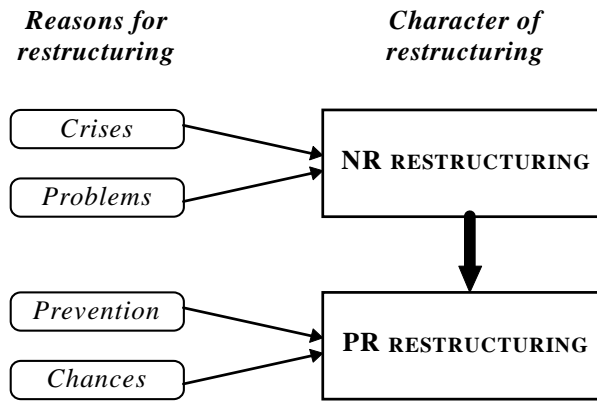 Reasons for
restructuring
Character of
restructuring
Crises
Problems
NR RESTRUCTURING
Prevention
Chances
PR RESTRUCTURING